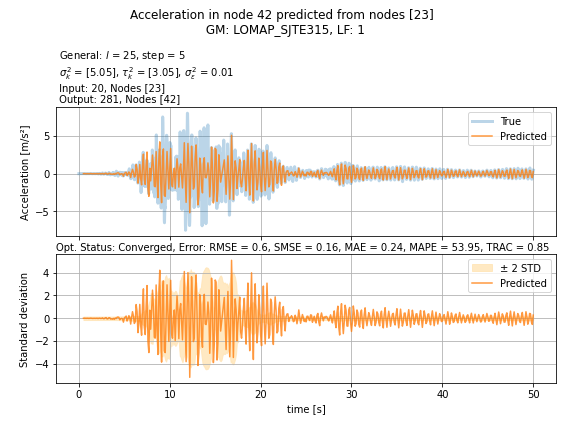 Acceleration in node 42 predicted from nodes [23]
GM: LOMAP_SJTE315, LF: 1
General: l = 25, step = 5
σ²ₖ = [5.05], τ²ₖ = [3.05], σ²ₑ = 0.01
Input: 20, Nodes [23]
Output: 281, Nodes [42]
Acceleration [m/s²]
5
0
−5
True
Predicted
Opt. Status: Converged, Error: RMSE = 0.6, SMSE = 0.16, MAE = 0.24, MAPE = 53.95, TRAC = 0.85
Standard deviation
4
2
0
−2
−4
± 2 STD
Predicted
0 10 20 30 40 50
time [s]